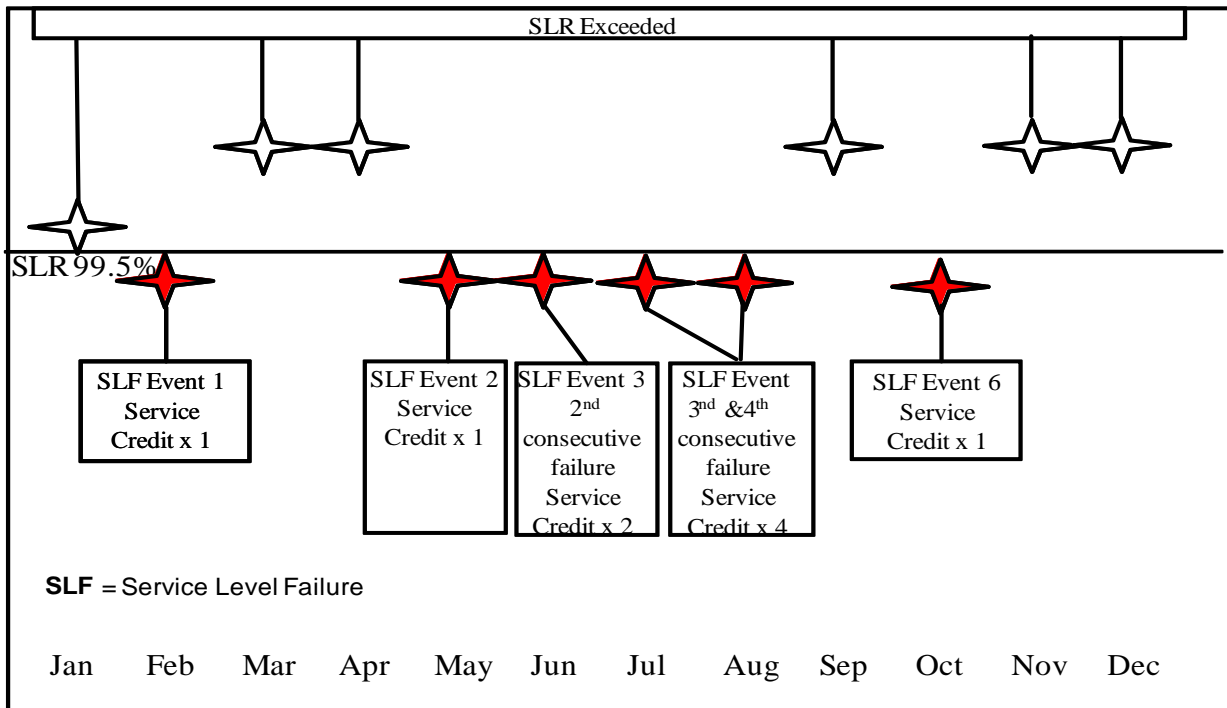 SLR Exceeded
SLR 99.5%
SLF Event 1
Service
Credit x 1
SLF Event 2
Service
Credit x 1
SLF Event 3
2nd
consecutive
failure
Service
Credit x 2
SLF Event
3nd &4th
consecutive
failure
Service
Credit x 4
SLF Event 6
Service
Credit x 1
SLF = Service Level Failure
Jan Feb Mar Apr May Jun Jul Aug Sep Oct Nov Dec